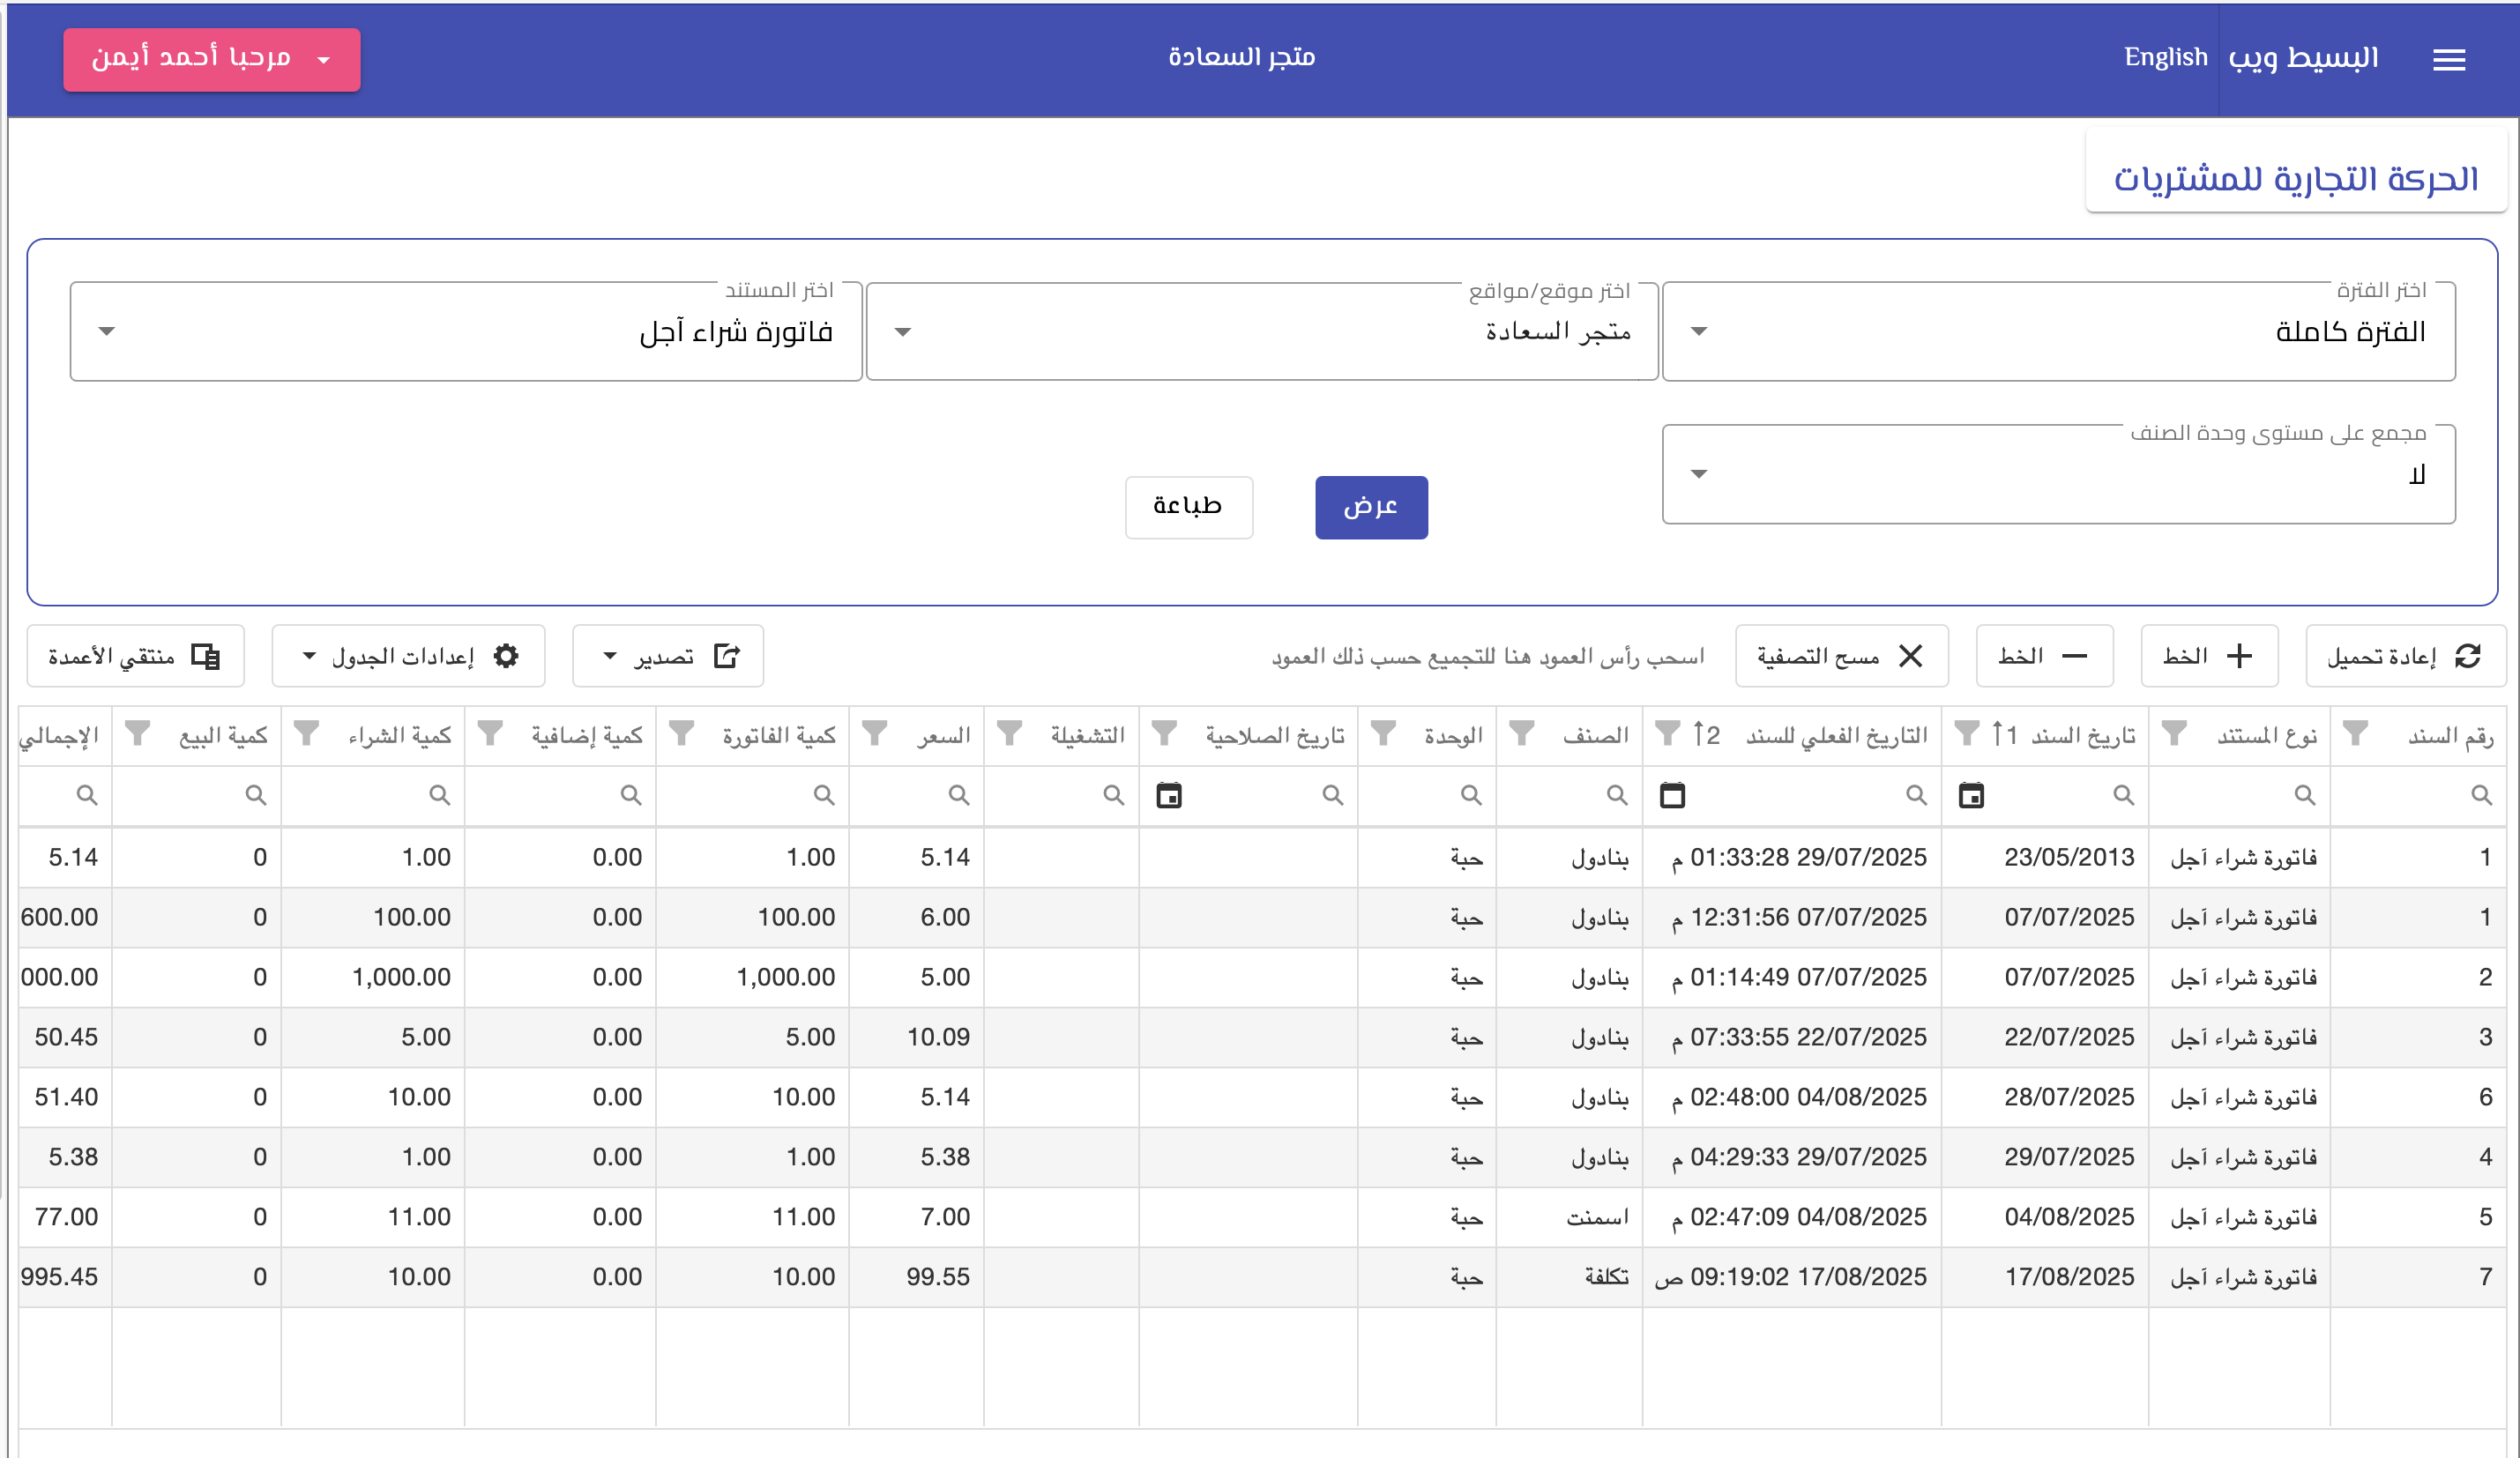 البسيط ويب English متجر السعادة مرحبا أحمد أيمن
الحركة التجارية للمشتريات
اختر الفترة اختر موقع/مواقع اختر المستند
الفترة كاملة متجر السعادة فاتورة شراء آجل
مجمع على مستوى وحدة الصنف
لا
عرض طباعة
إعادة تحميل الخط الخط مسح التصفية اسحب رأس العمود هنا للتجميع حسب ذلك العمود تصدير إعدادات الجدول منتقي الأعمدة
رقم السند نوع المستند تاريخ السند 1 التاريخ الفعلي للسند 2 الصنف الوحدة تاريخ الصلاحية التشغيلة السعر كمية الفاتورة كمية إضافية كمية الشراء كمية البيع الإجمالي
1 فاتورة شراء آجل 23/05/2013 29/07/2025 01:33:28 م بنادول حبة 5.14 1.00 0.00 1.00 0 5.14
1 فاتورة شراء آجل 07/07/2025 07/07/2025 12:31:56 م بنادول حبة 6.00 100.00 0.00 100.00 0 600.00
2 فاتورة شراء آجل 07/07/2025 07/07/2025 01:14:49 م بنادول حبة 5.00 1,000.00 0.00 1,000.00 0 000.00
3 فاتورة شراء آجل 22/07/2025 22/07/2025 07:33:55 م بنادول حبة 10.09 5.00 0.00 5.00 0 50.45
6 فاتورة شراء آجل 28/07/2025 04/08/2025 02:48:00 م بنادول حبة 5.14 10.00 0.00 10.00 0 51.40
4 فاتورة شراء آجل 29/07/2025 29/07/2025 04:29:33 م بنادول حبة 5.38 1.00 0.00 1.00 0 5.38
5 فاتورة شراء آجل 04/08/2025 04/08/2025 02:47:09 م اسمنت حبة 7.00 11.00 0.00 11.00 0 77.00
7 فاتورة شراء آجل 17/08/2025 17/08/2025 09:19:02 ص تكلفة حبة 99.55 10.00 0.00 10.00 0 995.45